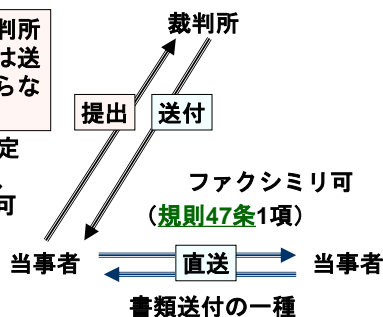 判所
は送
らな
定
可
裁判所
提出
送付
ファクシミリ可
（規則47条1項）
当事者
直送
当事者
書類送付の一種